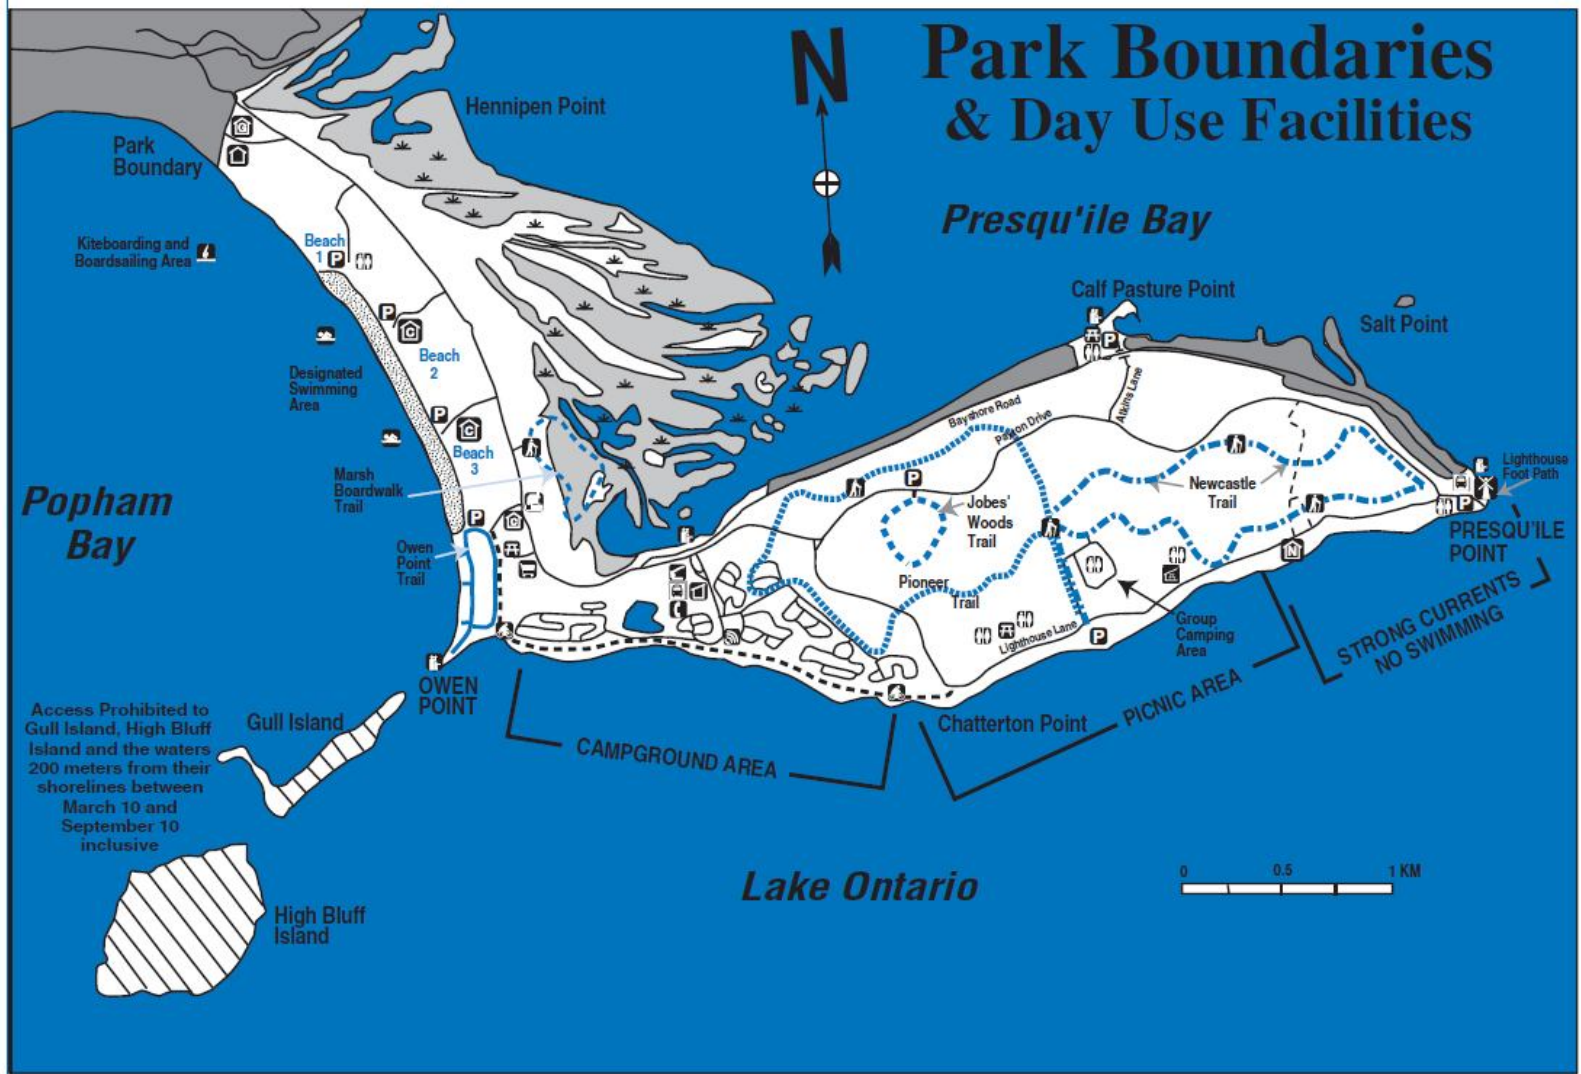 Park Boundaries
& Day Use Facilities
N
Hennipen Point
Park
Boundary
Presqu'ile Bay
Kiteboarding and
Boardsailing Area
Beach
1
P
Calf Pasture Point
Salt Point
P
C
Beach
2
P
Designated
Swimming
Area
Atkins Lane
Bayshore Road
Paxton Drive
P
C
Beach
3
Marsh
Boardwalk
Trail
Popham
Bay
Lighthouse
Foot Path
Newcastle
Trail
P
Jobes'
Woods
Trail
P
P
PRESQU'ILE
POINT
Owen
Point
Trail
N
Pioneer
Trail
Group
Camping
Area
Lighthouse Lane
P
STRONG CURRENTS
NO SWIMMING
OWEN
POINT
PICNIC AREA
Chatterton Point
CAMPGROUND AREA
Gull Island
Access Prohibited to
Gull Island, High Bluff
Island and the waters
200 meters from their
shorelines between
March 10 and
September 10
inclusive
Lake Ontario
0 0.5 1 KM
High Bluff
Island